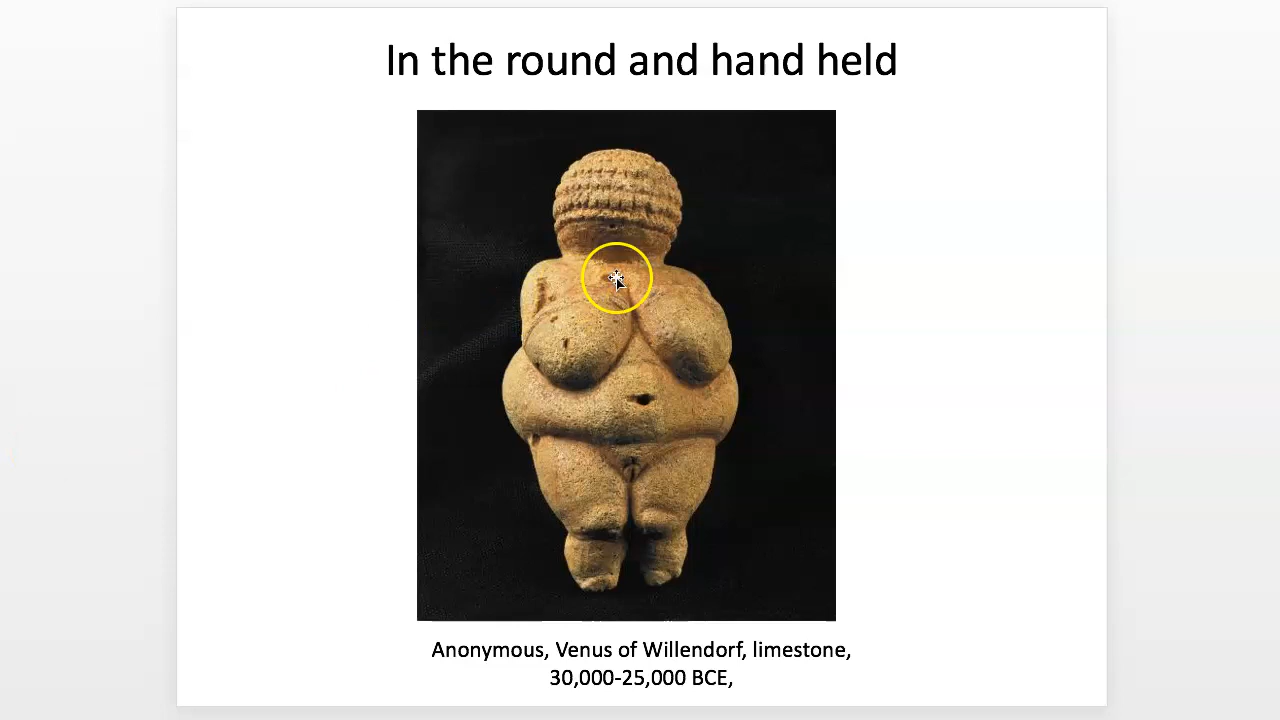 In the round and hand held
Anonymous, Venus of Willendorf, limestone,
30,000-25,000 BCE,